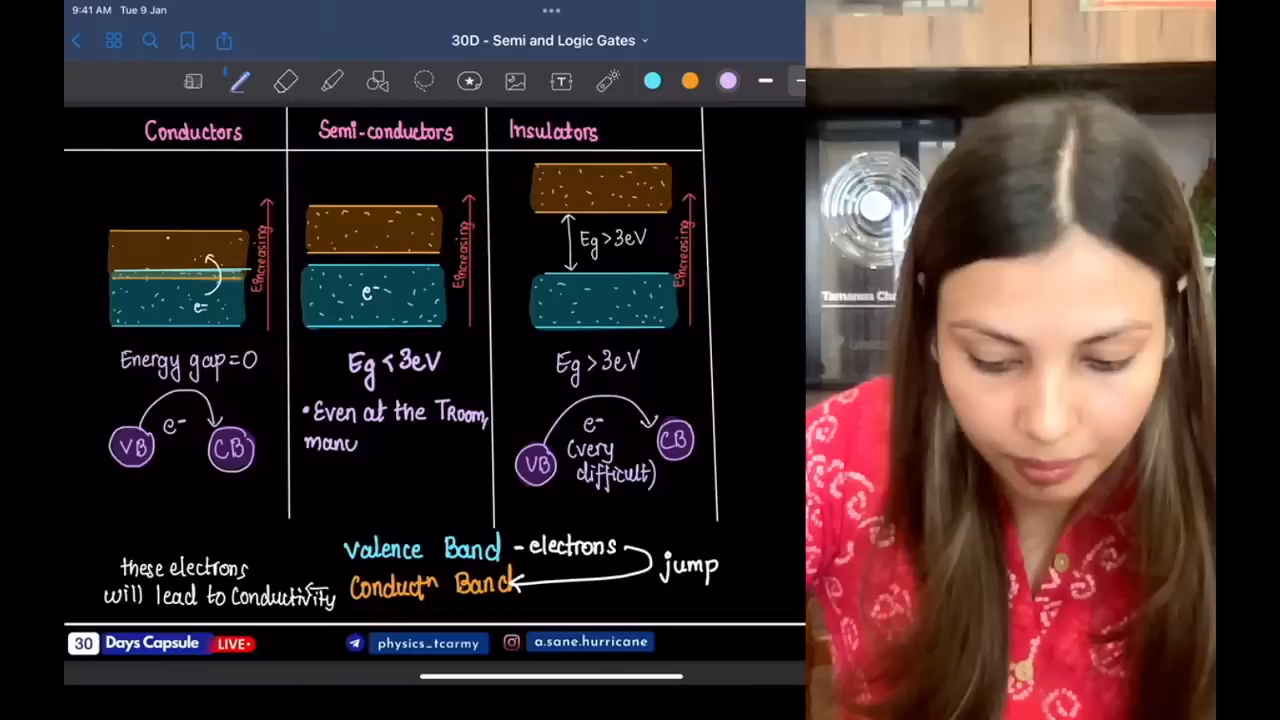 9:41 AM Tue 9 Jan
30D - Semi and Logic Gates
Conductors
Semi-conductors
Insulators
Increasing
Increasing
Increasing
e-
e-
Eg > 3eV
Energy gap = 0
Eg < 3eV
Eg > 3eV
• Even at the TRoom,
manu
VB
e-
CB
VB
e-
(very
difficult)
CB
Valence Band - electrons
Conductn Band
jump
these electrons
will lead to conductivity
30 Days Capsule LIVE
physics_tcarmy
a.sane.hurricane